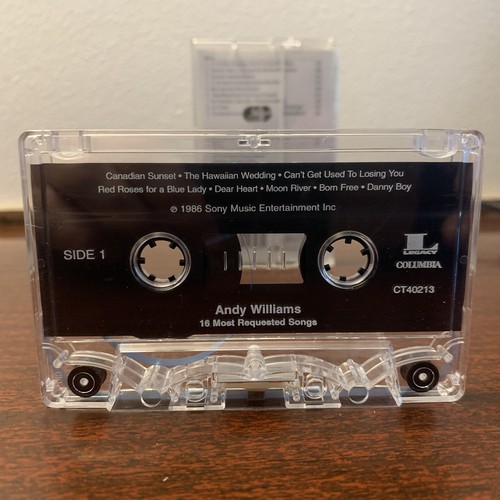 Canadian Sunset • The Hawaiian Wedding • Can't Get Used To Losing You
Red Roses for a Blue Lady • Dear Heart • Moon River • Born Free • Danny Boy
℗ 1986 Sony Music Entertainment Inc
SIDE 1
L
LEGACY
COLUMBIA
CT40213
Andy Williams
16 Most Requested Songs